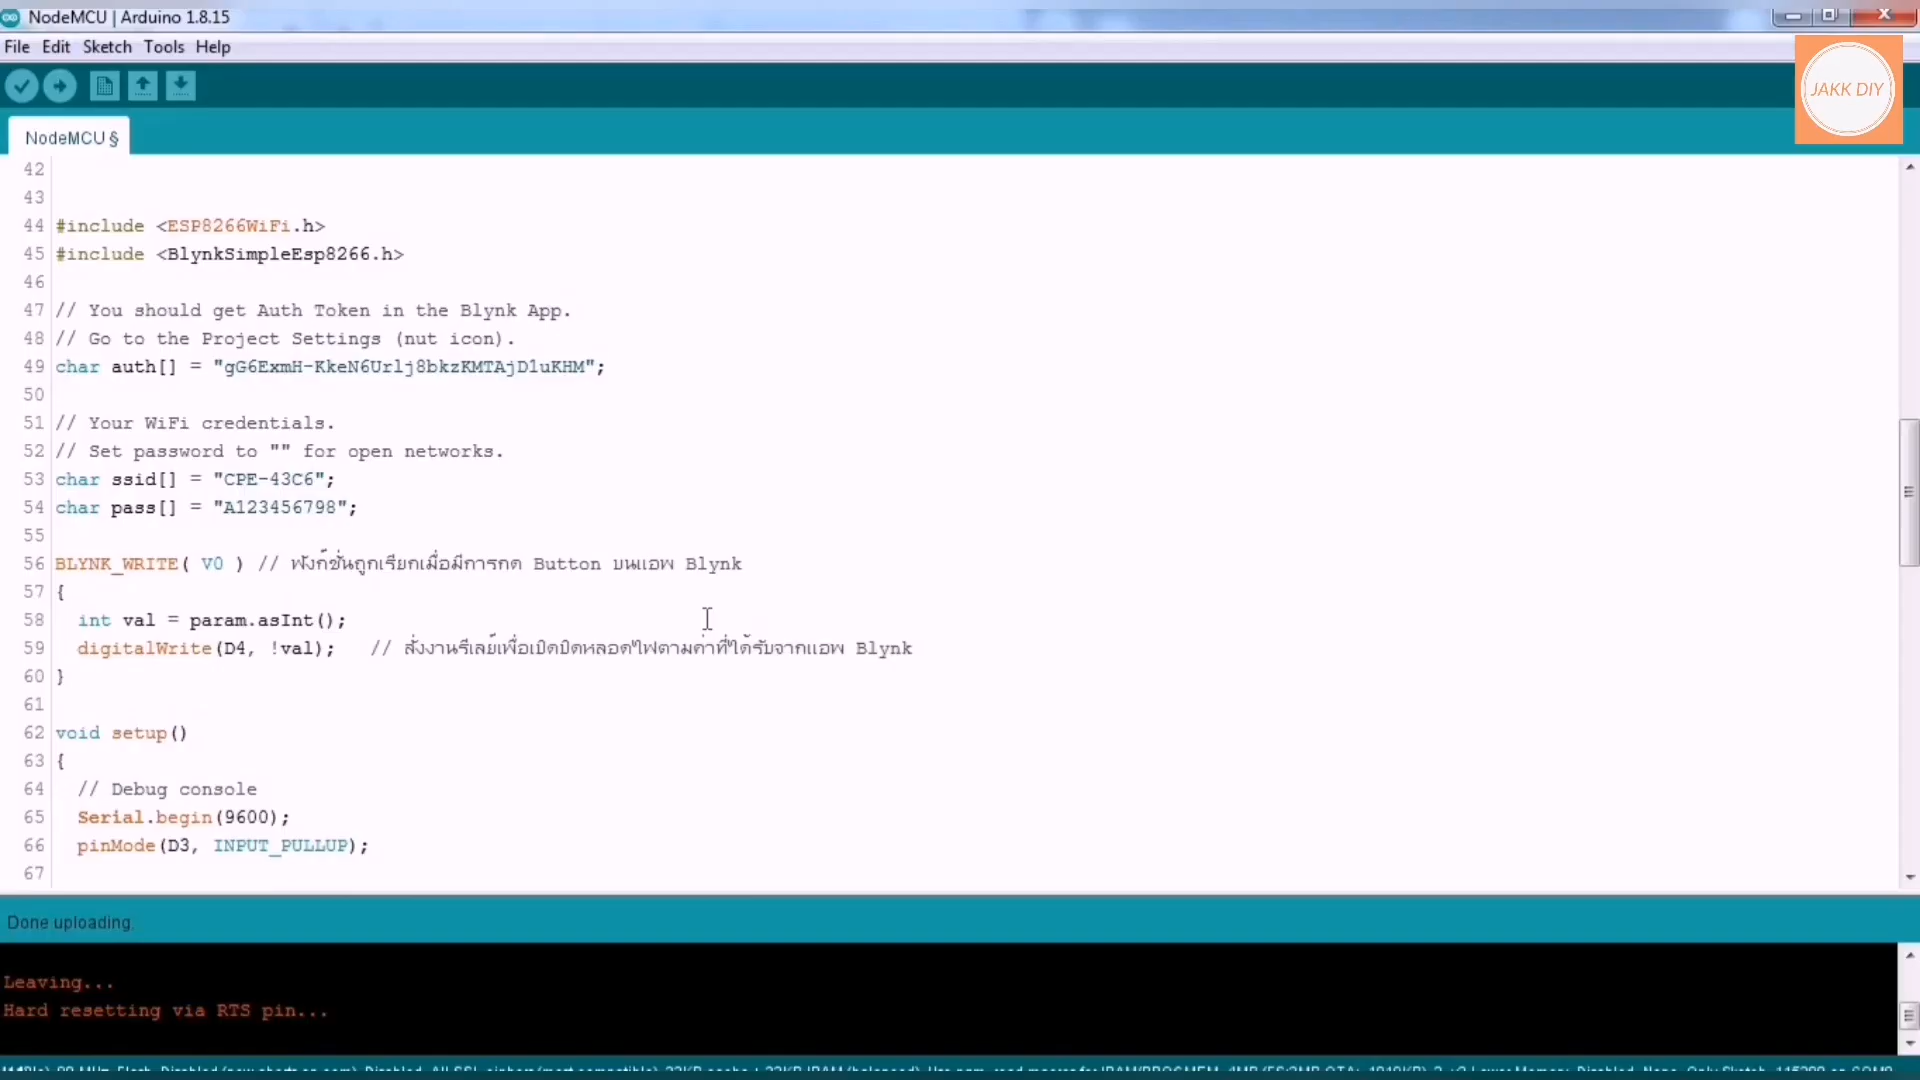 NodeMCU | Arduino 1.8.15
File Edit Sketch Tools Help
JAKK DIY
NodeMCU §
42
43
44 #include <ESP8266WiFi.h>
45 #include <BlynkSimpleEsp8266.h>
46
47 // You should get Auth Token in the Blynk App.
48 // Go to the Project Settings (nut icon).
49 char auth[] = "gG6ExmH-KkeN6Urlj8bkzKMTAjD1uKHM";
50
51 // Your WiFi credentials.
52 // Set password to "" for open networks.
53 char ssid[] = "CPE-43C6";
54 char pass[] = "A123456798";
55
56 BLYNK_WRITE( V0 ) // ฟังก์ชั่นถูกเรียกเมื่อมีการกด Button บนแอพ Blynk
57 {
58 int val = param.asInt();
59 digitalWrite(D4, !val); // สั่งงานรีเลย์เพื่อเปิดปิดหลอดไฟตามค่าที่ได้รับจากแอพ Blynk
60 }
61
62 void setup()
63 {
64 // Debug console
65 Serial.begin(9600);
66 pinMode(D3, INPUT_PULLUP);
67
Done uploading.
Leaving...
Hard resetting via RTS pin...